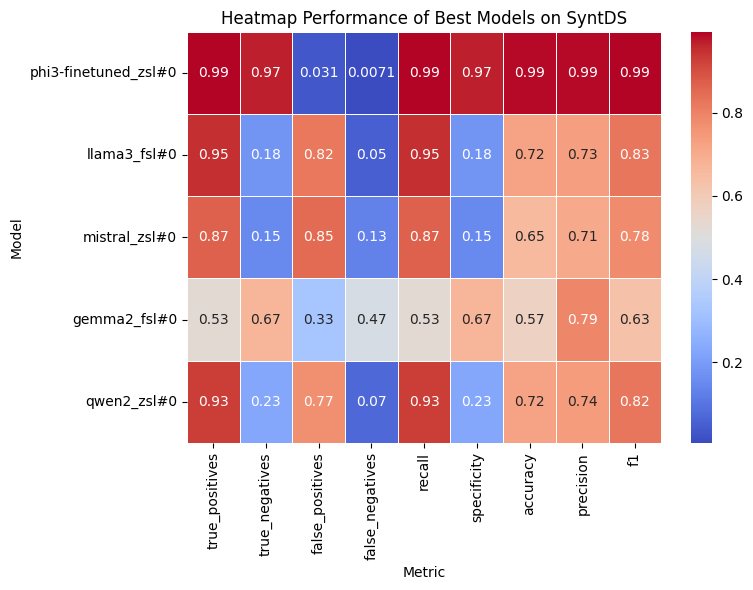 Heatmap Performance of Best Models on SyntDS
Model
phi3-finetuned_zsl#0 0.99 0.97 0.031 0.0071 0.99 0.97 0.99 0.99 0.99
llama3_fsl#0 0.95 0.18 0.82 0.05 0.95 0.18 0.72 0.73 0.83
mistral_zsl#0 0.87 0.15 0.85 0.13 0.87 0.15 0.65 0.71 0.78
gemma2_fsl#0 0.53 0.67 0.33 0.47 0.53 0.67 0.57 0.79 0.63
qwen2_zsl#0 0.93 0.23 0.77 0.07 0.93 0.23 0.72 0.74 0.82
true_positives true_negatives false_positives false_negatives recall specificity accuracy precision f1
Metric
0.8
0.6
0.4
0.2